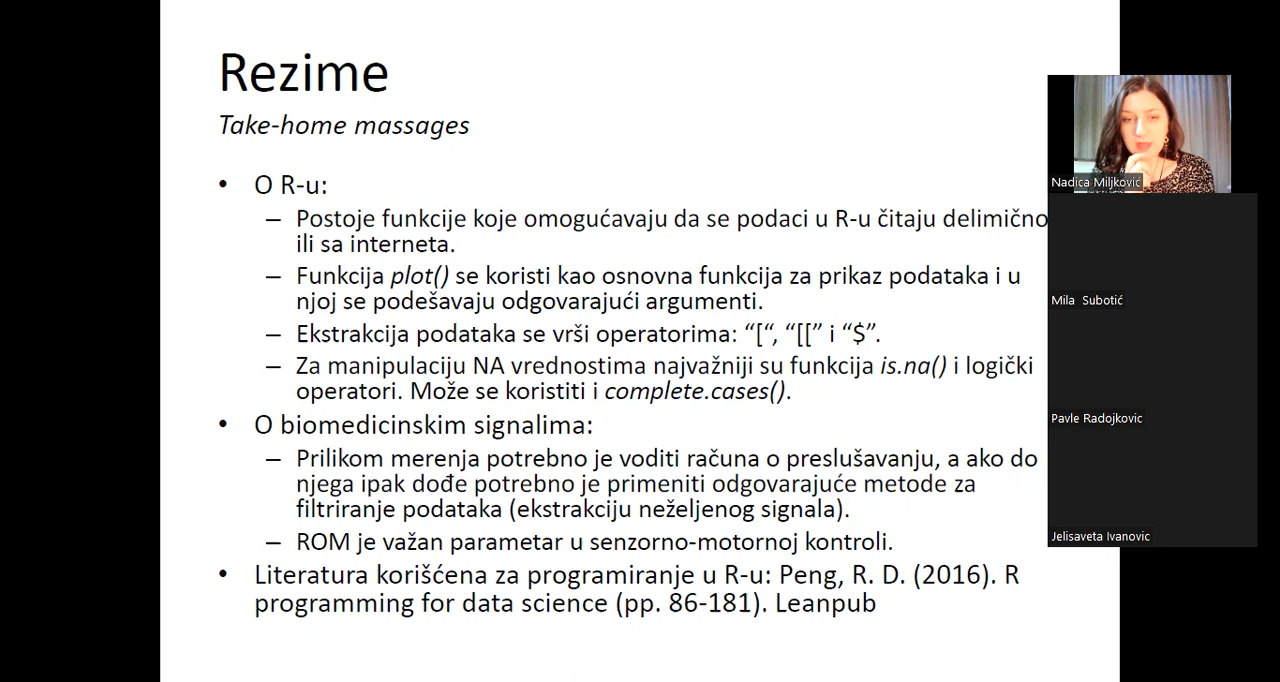 Rezime
Take-home massages
• O R-u:
– Postoje funkcije koje omogućavaju da se podaci u R-u čitaju delimično
ili sa interneta.
– Funkcija plot() se koristi kao osnovna funkcija za prikaz podataka i u
njoj se podešavaju odgovarajući argumenti.
– Ekstrakcija podataka se vrši operatorima: “[“, “[[” i “$”.
– Za manipulaciju NA vrednostima najvažniji su funkcija is.na() i logički
operatori. Može se koristiti i complete.cases().
• O biomedicinskim signalima:
– Prilikom merenja potrebno je voditi računa o preslušavanju, a ako do
njega ipak dođe potrebno je primeniti odgovarajuće metode za
filtriranje podataka (ekstrakciju neželjenog signala).
– ROM je važan parametar u senzorno-motornoj kontroli.
• Literatura korišćena za programiranje u R-u: Peng, R. D. (2016). R
programming for data science (pp. 86-181). Leanpub
Nadica Miljković
Mila Subotić
Pavle Radojkovic
Jelisaveta Ivanovic